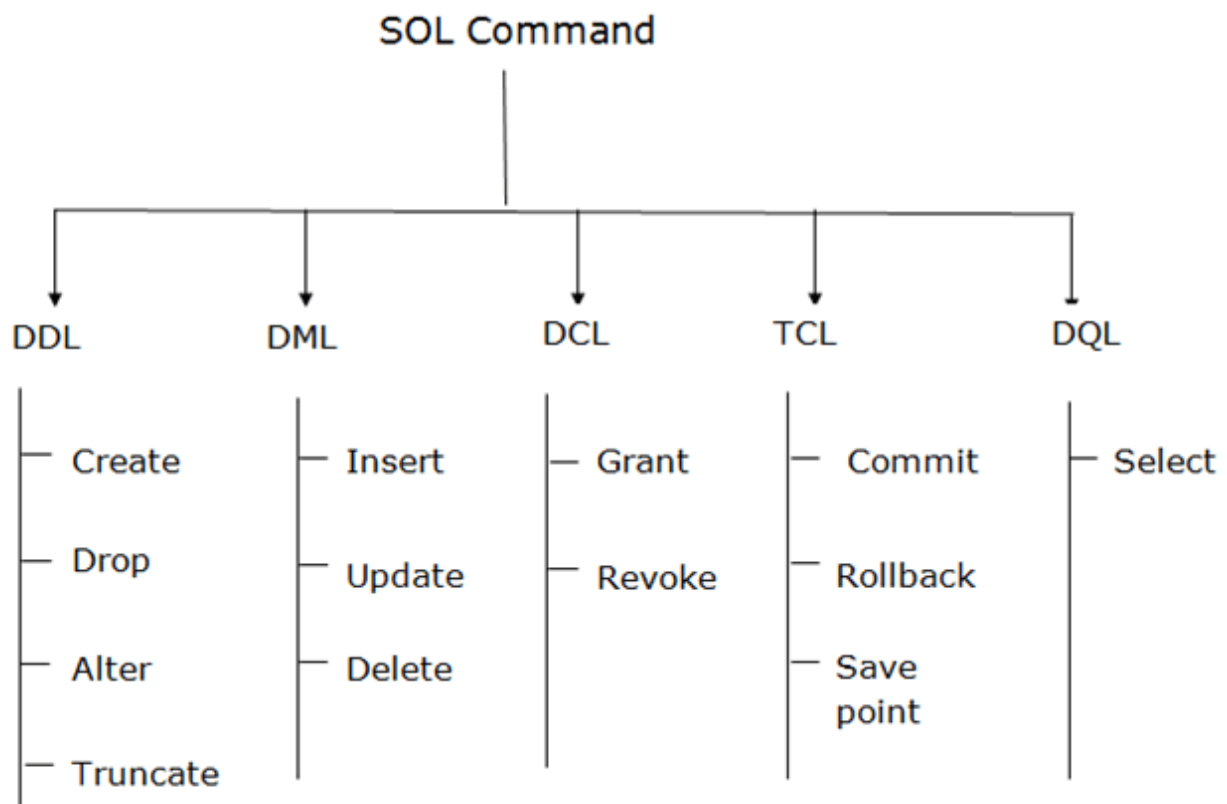 SOL Command
DDL
DML
DCL
TCL
DQL
Create
Drop
Alter
Truncate
Insert
Update
Delete
Grant
Revoke
Commit
Rollback
Save
point
Select